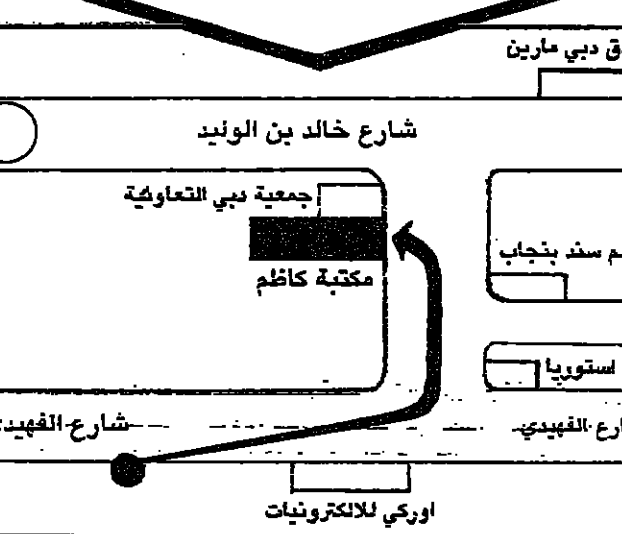 ق دبي مارين
شارع خالد بن الوليد
جمعية دبي التعاونية
مكتبة كاظم
م سند بنجاب
استوريا
شارع الفهيدي
ارع الفهيدي
اوركي للالكترونيات